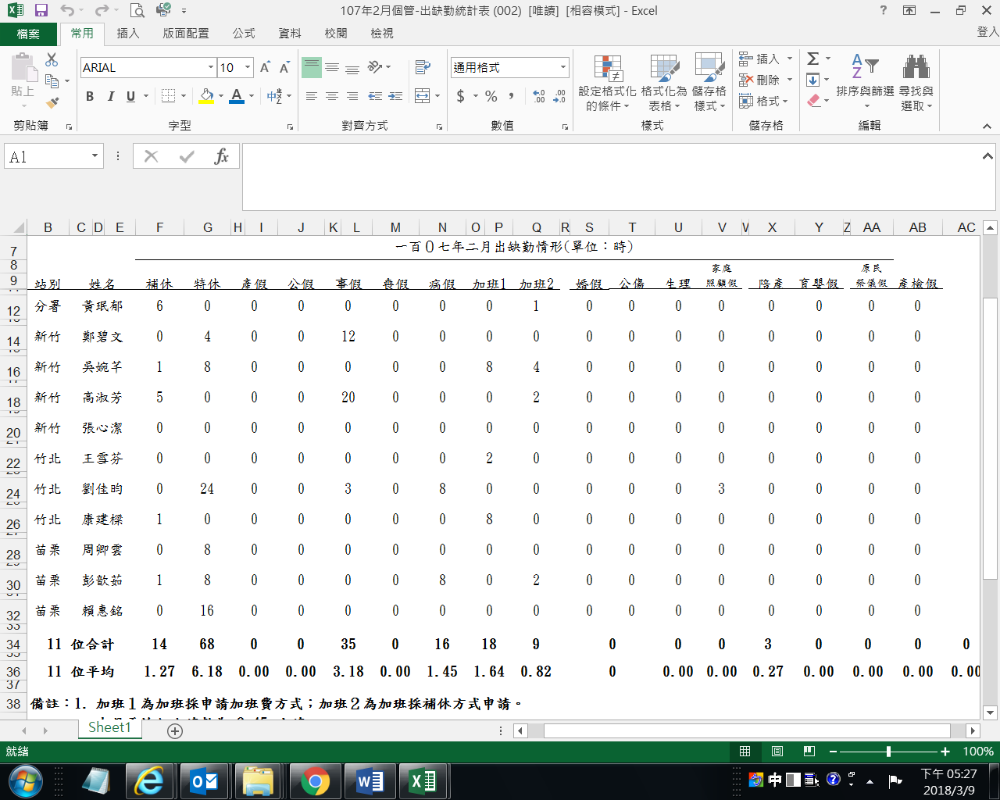 107年2月個管-出缺勤統計表 (002)  [唯讀]  [相容模式] - Excel
檔案 常用 插入 版面配置 公式 資料 校閱 檢視 登入
貼上 剪貼簿
ARIAL 10
B I U A 中 字型
對齊方式
通用格式
$ % , .00 數值
設定格式化的條件 格式化為表格 儲存格樣式 樣式
插入 刪除 格式 儲存格
排序與篩選 尋找與選取 編輯
A1 fx
B C D E F G H I J K L M N O P Q R S T U V W X Y Z AA AB AC
7 一百０七年二月出缺勤情形(單位：時)
8 家庭 原民
9 站別 姓名 補休 特休 產假 公假 事假 喪假 病假 加班1 加班2 婚假 公傷 生理 照顧假 陪產 育嬰假 祭儀假 產檢假
12 分署 黃珉郁 6 0 0 0 0 0 0 0 1 0 0 0 0 0 0 0 0
14 新竹 鄭碧文 0 4 0 0 12 0 0 0 0 0 0 0 0 0 0 0 0
16 新竹 吳婉芊 1 8 0 0 0 0 0 8 4 0 0 0 0 0 0 0 0
18 新竹 高淑芳 5 0 0 0 20 0 0 0 2 0 0 0 0 0 0 0 0
20 新竹 張心潔 0 0 0 0 0 0 0 0 0 0 0 0 0 0 0 0 0
22 竹北 王雪芬 0 0 0 0 0 0 0 2 0 0 0 0 0 0 0 0 0
24 竹北 劉佳昀 0 24 0 0 3 0 8 0 0 0 0 0 3 0 0 0 0
26 竹北 康建樑 1 0 0 0 0 0 0 8 0 0 0 0 0 0 0 0 0
28 苗栗 周卿雲 0 8 0 0 0 0 0 0 0 0 0 0 0 0 0 0 0
30 苗栗 彭歆茹 1 8 0 0 0 0 8 0 2 0 0 0 0 0 0 0 0
32 苗栗 賴惠銘 0 16 0 0 0 0 0 0 0 0 0 0 0 0 0 0 0
33
34 11 位合計 14 68 0 0 35 0 16 18 9 0 0 0 3 0 0 0 0
36 11 位平均 1.27 6.18 0.00 0.00 3.18 0.00 1.45 1.64 0.82 0 0.00 0.00 0.27 0.00 0.00 0.00 0.00
37
38 備註：1. 加班１為加班採申請加班費方式；加班２為加班採補休方式申請。
Sheet1
就緒 100%
中 下午 05:27
2018/3/9